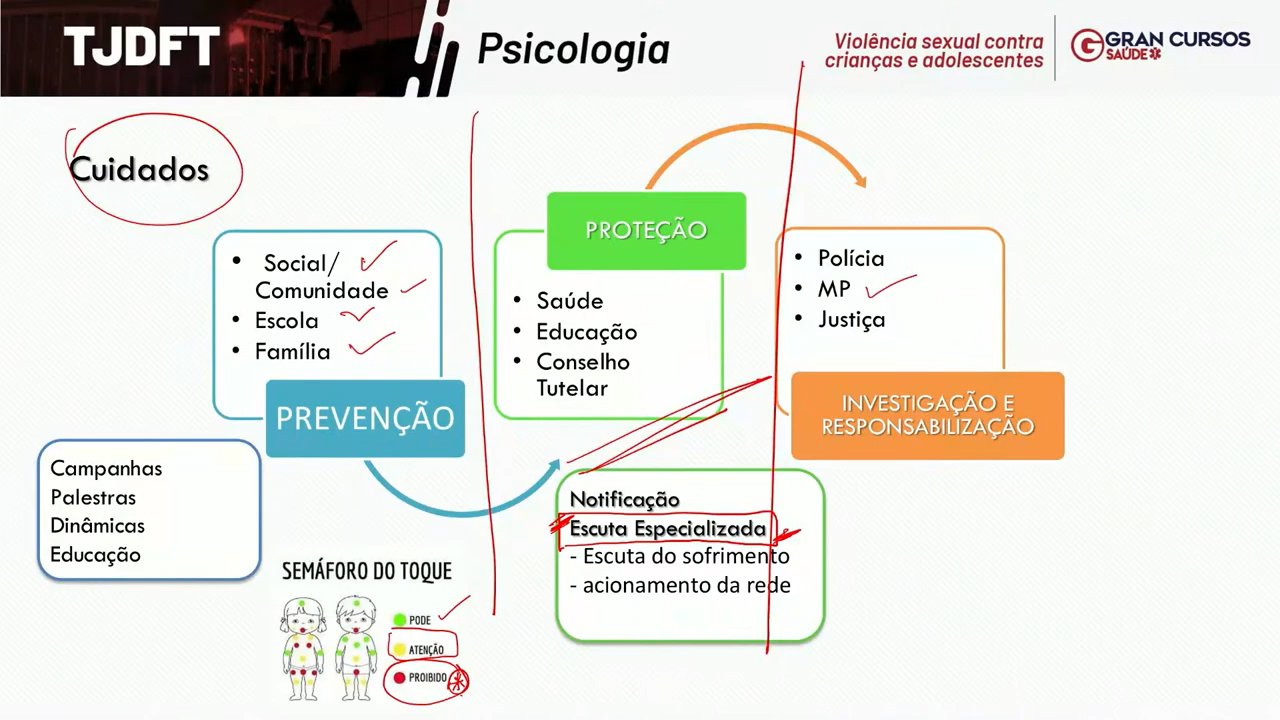 TJDFT
Psicologia
Violência sexual contra
crianças e adolescentes
GRAN CURSOS
SAÚDE
Cuidados
• Social/
Comunidade
• Escola
• Família
PREVENÇÃO
Campanhas
Palestras
Dinâmicas
Educação
SEMÁFORO DO TOQUE
PODE
ATENÇÃO
PROIBIDO
PROTEÇÃO
• Saúde
• Educação
• Conselho
Tutelar
Notificação
Escuta Especializada
- Escuta do sofrimento
- acionamento da rede
• Polícia
• MP
• Justiça
INVESTIGAÇÃO E
RESPONSABILIZAÇÃO